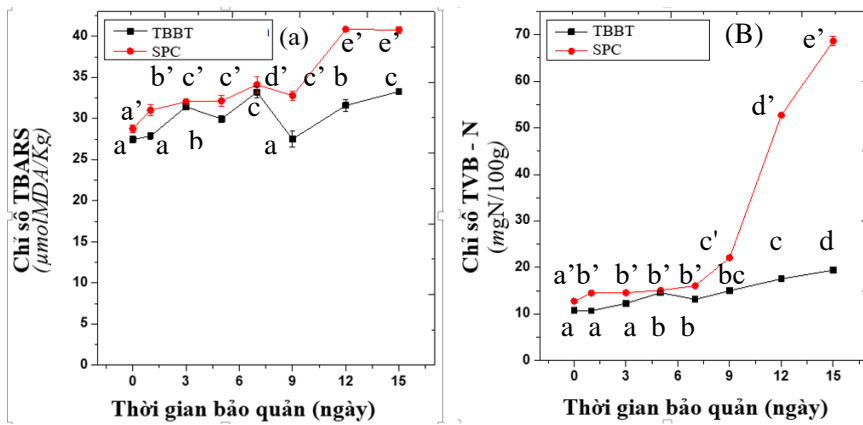 TBBT
SPC
(a)
40
35
30
25
20
15
10
5
0
Chỉ số TBARS
(µmolMDA/Kg)
a’ b’ c’ c’ d’ c’ e’ e’
a a b c a b c
0 3 6 9 12 15
Thời gian bảo quản (ngày)
TBBT
SPC
(B)
70
60
50
40
30
20
10
0
Chỉ số TVB - N
(mgN/100g)
e’
d’
a’ b’ b’ b’ b’ c' bc c d
a a a b b
0 3 6 9 12 15
Thời gian bảo quản (ngày)